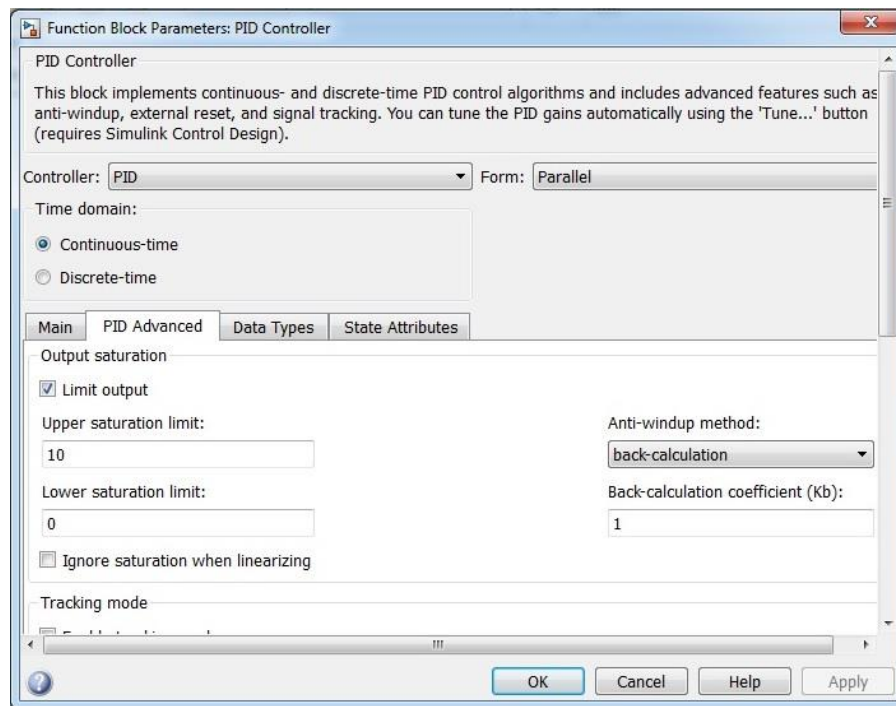 Function Block Parameters: PID Controller
PID Controller
This block implements continuous- and discrete-time PID control algorithms and includes advanced features such as
anti-windup, external reset, and signal tracking. You can tune the PID gains automatically using the 'Tune...' button
(requires Simulink Control Design).
Controller: PID Form: Parallel
Time domain:
Continuous-time
Discrete-time
Main PID Advanced Data Types State Attributes
Output saturation
Limit output
Upper saturation limit: Anti-windup method:
10 back-calculation
Lower saturation limit: Back-calculation coefficient (Kb):
0 1
Ignore saturation when linearizing
Tracking mode
OK Cancel Help Apply